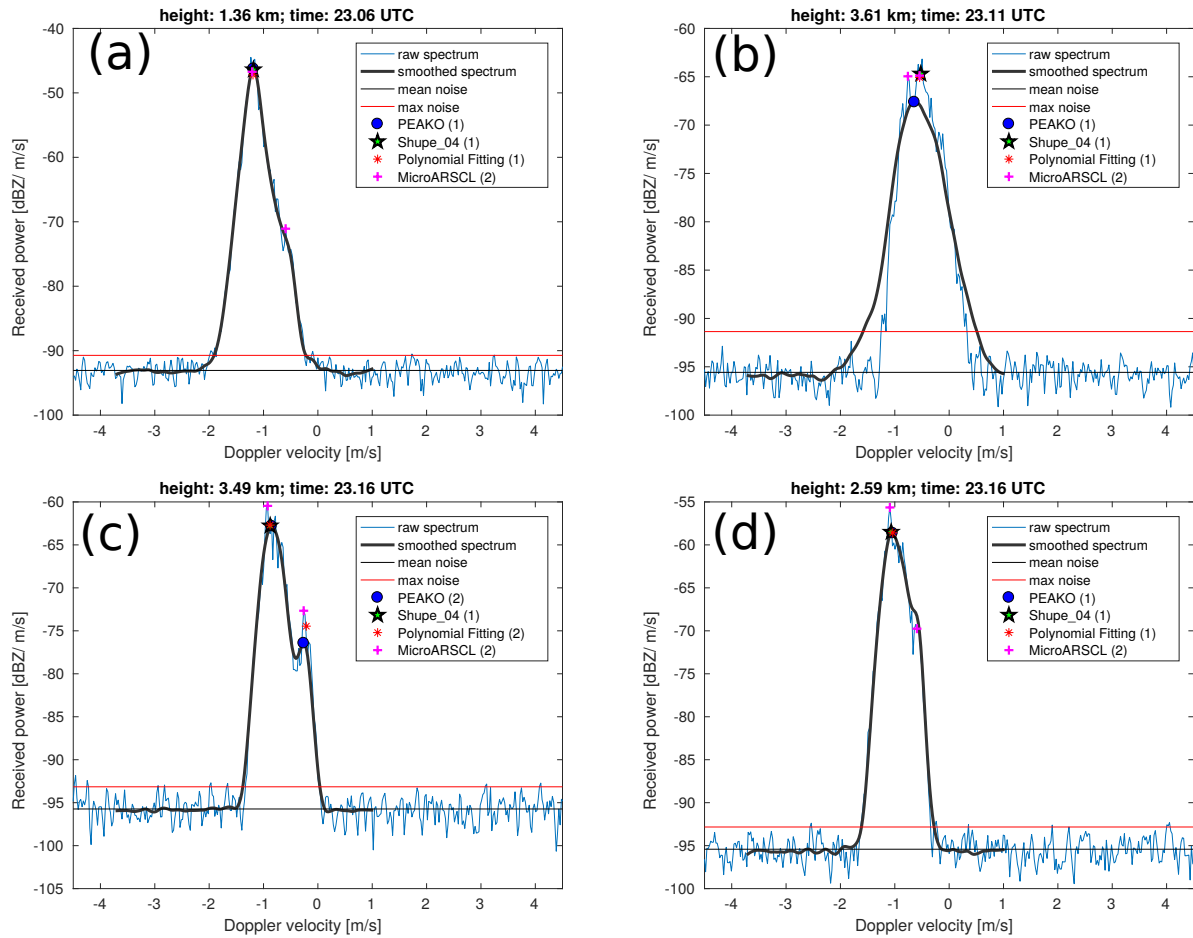 height: 1.36 km; time: 23.06 UTC
(a)
-40
-50
-60
-70
-80
-90
-100
Received power [dBZ/ m/s]
-4 -3 -2 -1 0 1 2 3 4
Doppler velocity [m/s]
raw spectrum
smoothed spectrum
mean noise
max noise
PEAKO (1)
Shupe_04 (1)
Polynomial Fitting (1)
MicroARSCL (2)
height: 3.61 km; time: 23.11 UTC
(b)
-60
-65
-70
-75
-80
-85
-90
-95
-100
Received power [dBZ/ m/s]
-4 -3 -2 -1 0 1 2 3 4
Doppler velocity [m/s]
raw spectrum
smoothed spectrum
mean noise
max noise
PEAKO (1)
Shupe_04 (1)
Polynomial Fitting (1)
MicroARSCL (2)
height: 3.49 km; time: 23.16 UTC
(c)
-60
-65
-70
-75
-80
-85
-90
-95
-100
-105
Received power [dBZ/ m/s]
-4 -3 -2 -1 0 1 2 3 4
Doppler velocity [m/s]
raw spectrum
smoothed spectrum
mean noise
max noise
PEAKO (2)
Shupe_04 (1)
Polynomial Fitting (2)
MicroARSCL (2)
height: 2.59 km; time: 23.16 UTC
(d)
-55
-60
-65
-70
-75
-80
-85
-90
-95
-100
Received power [dBZ/ m/s]
-4 -3 -2 -1 0 1 2 3 4
Doppler velocity [m/s]
raw spectrum
smoothed spectrum
mean noise
max noise
PEAKO (1)
Shupe_04 (1)
Polynomial Fitting (1)
MicroARSCL (2)